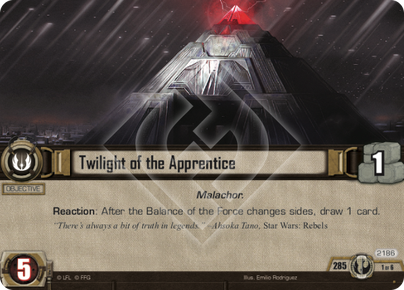 Twilight of the Apprentice
1
OBJECTIVE
Malachor.
Reaction: After the Balance of the Force changes sides, draw 1 card.
"There's always a bit of truth in legends." –Ahsoka Tano, Star Wars: Rebels
2186
5
© LFL © FFG
Illus. Emilio Rodriguez
285
1 of 6